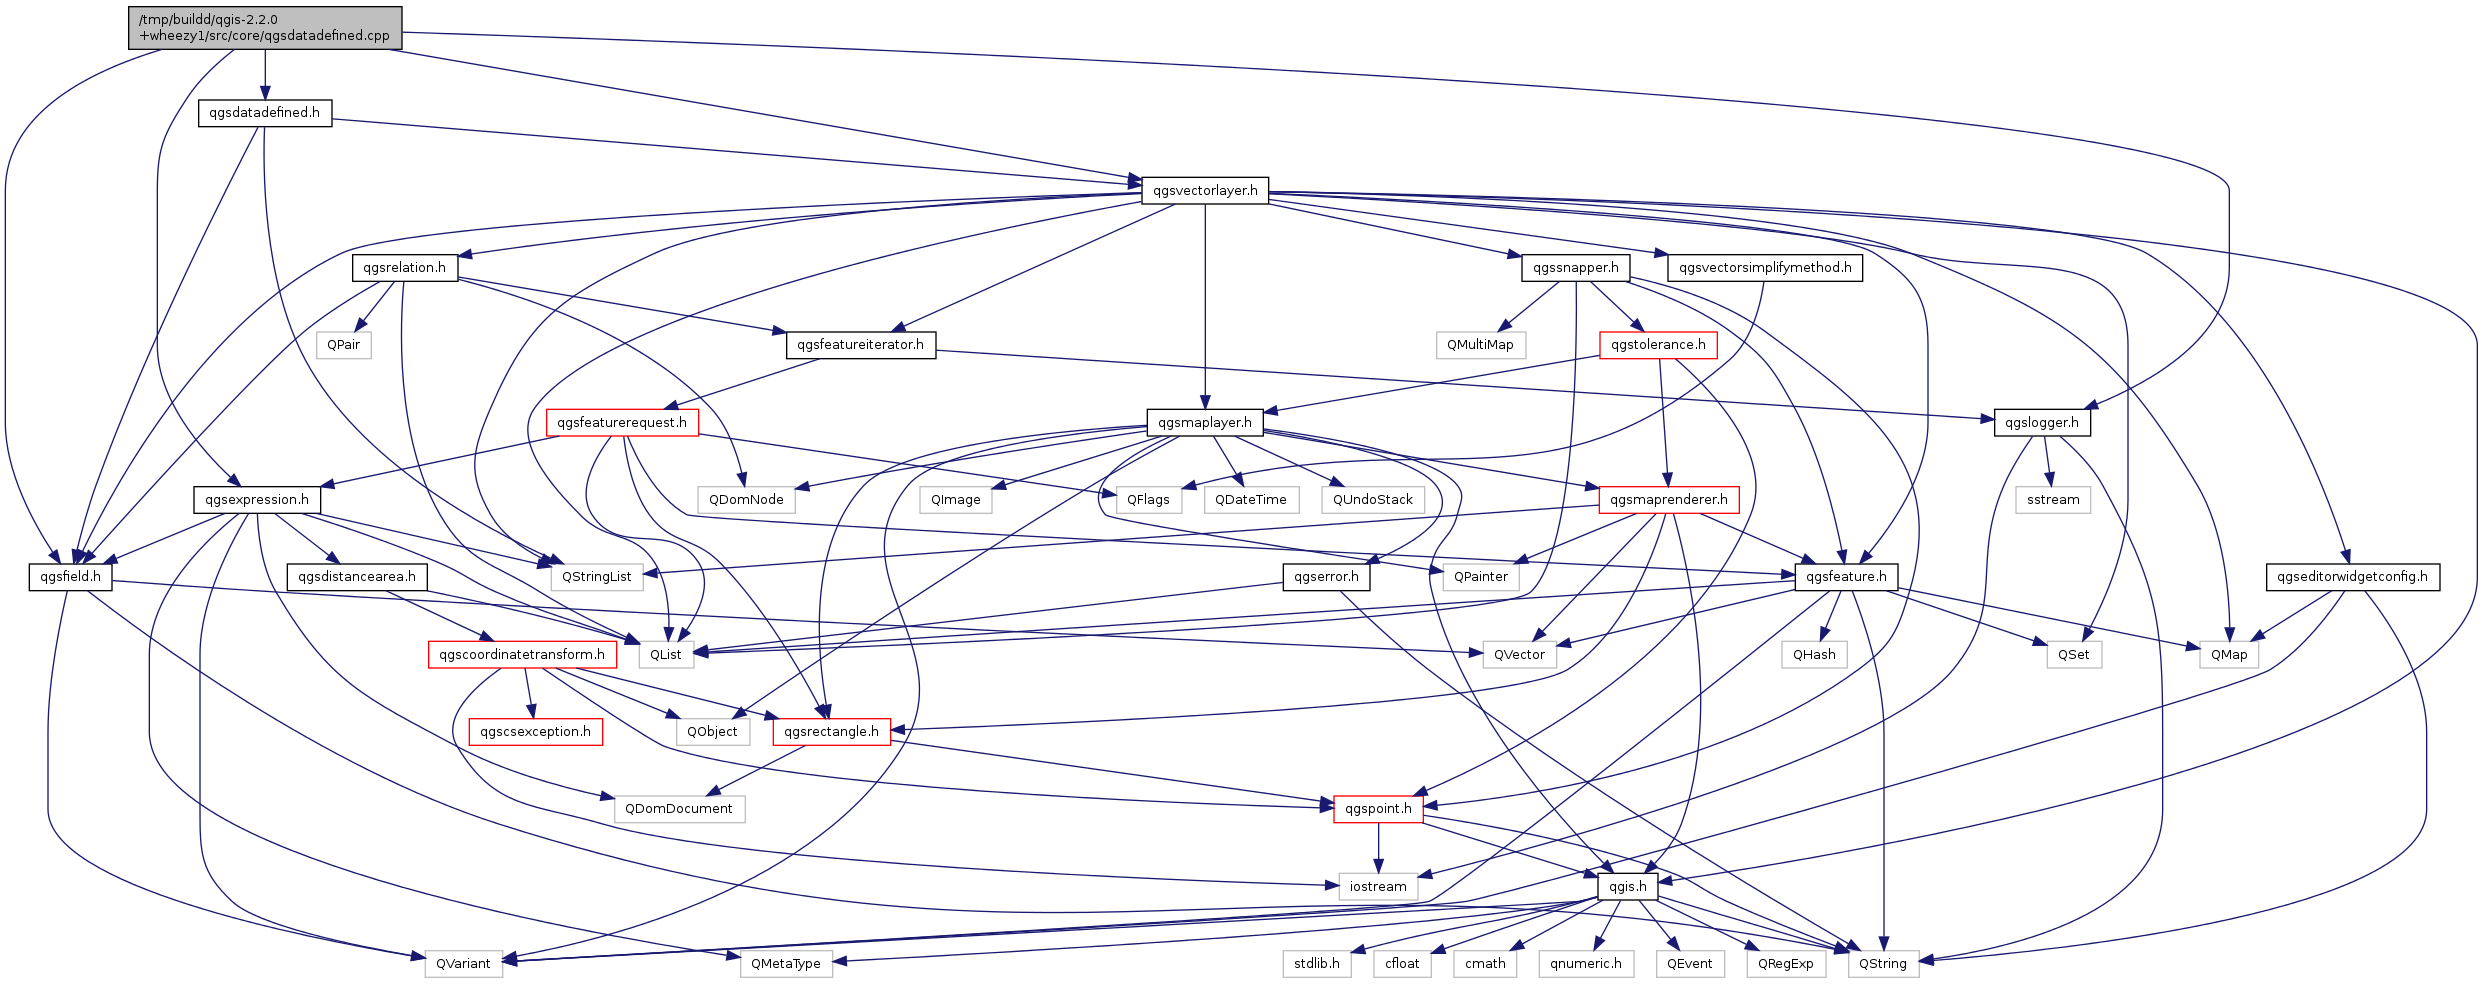 /tmp/buildd/qgis-2.2.0
+wheezy1/src/core/qgsdatadefined.cpp
qgsdatadefined.h
qgsvectorlayer.h
qgsrelation.h
qgssnapper.h
qgsvectorsimplifymethod.h
QPair
qgsfeatureiterator.h
QMultiMap
qgstolerance.h
qgsfeaturerequest.h
qgsmaplayer.h
qgslogger.h
qgsexpression.h
QDomNode
QImage
QFlags
QDateTime
QUndoStack
qgsmaprenderer.h
sstream
qgsfield.h
qgsdistancearea.h
QStringList
qgserror.h
QPainter
qgsfeature.h
qgseditorwidgetconfig.h
qgscoordinatetransform.h
QList
QVector
QHash
QSet
QMap
qgscsexception.h
QObject
qgsrectangle.h
QDomDocument
qgspoint.h
iostream
qgis.h
QVariant
QMetaType
stdlib.h
cfloat
cmath
qnumeric.h
QEvent
QRegExp
QString